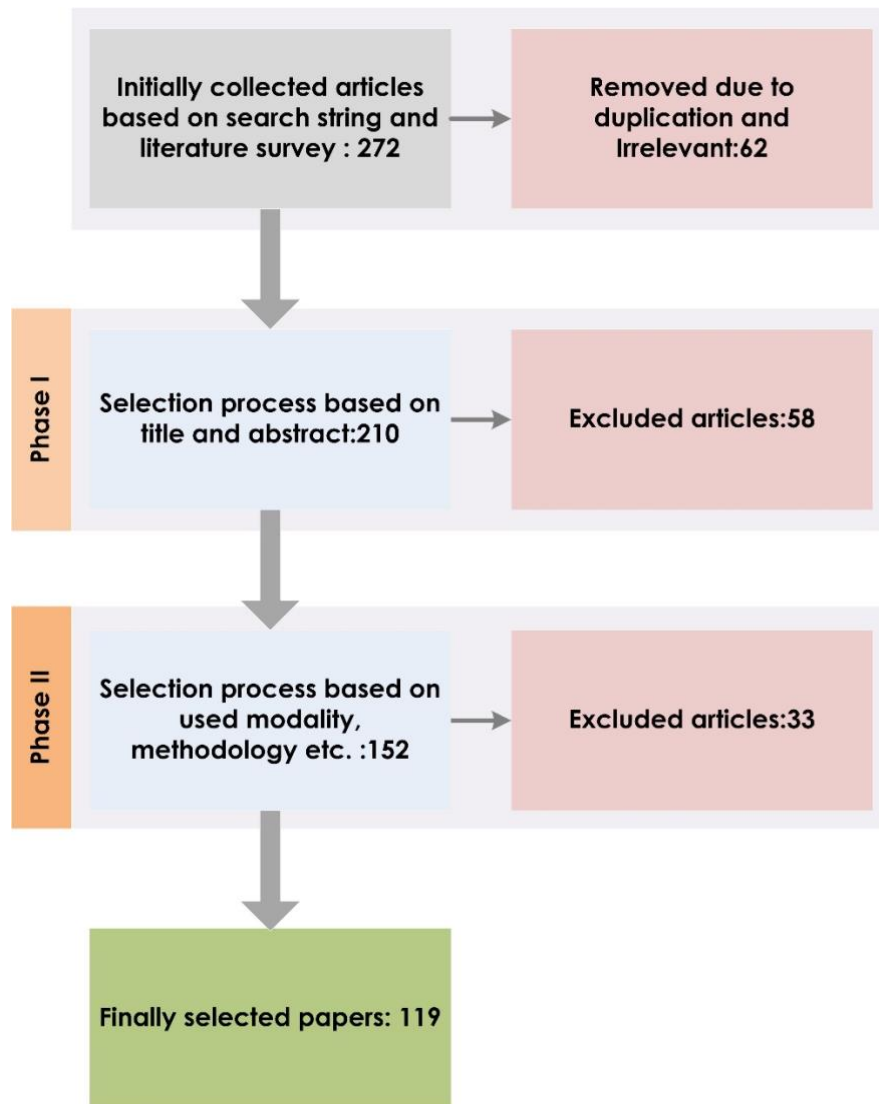 Initially collected articles
based on search string and
literature survey : 272
Removed due to
duplication and
Irrelevant:62
Phase I
Selection process based on
title and abstract:210
Excluded articles:58
Phase II
Selection process based on
used modality,
methodology etc. :152
Excluded articles:33
Finally selected papers: 119